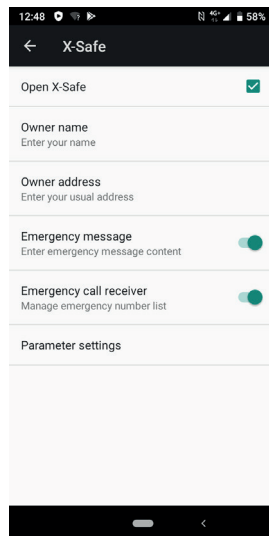 12:48 4G+ 58%
X-Safe
Open X-Safe
Owner name
Enter your name
Owner address
Enter your usual address
Emergency message
Enter emergency message content
Emergency call receiver
Manage emergency number list
Parameter settings